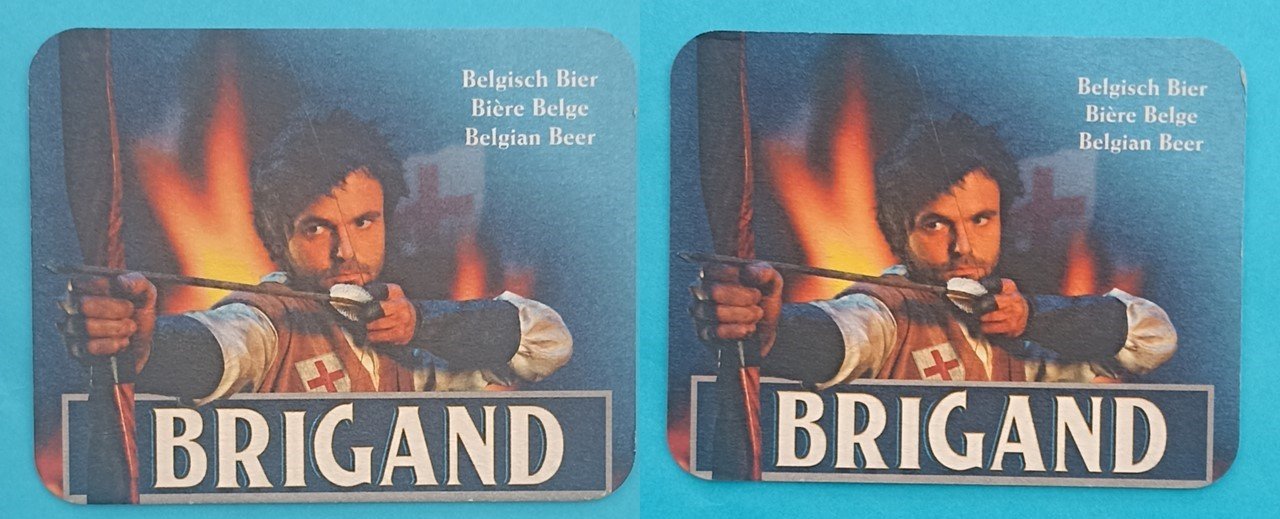 Belgisch Bier
Bière Belge
Belgian Beer
BRIGAND
Belgisch Bier
Bière Belge
Belgian Beer
BRIGAND